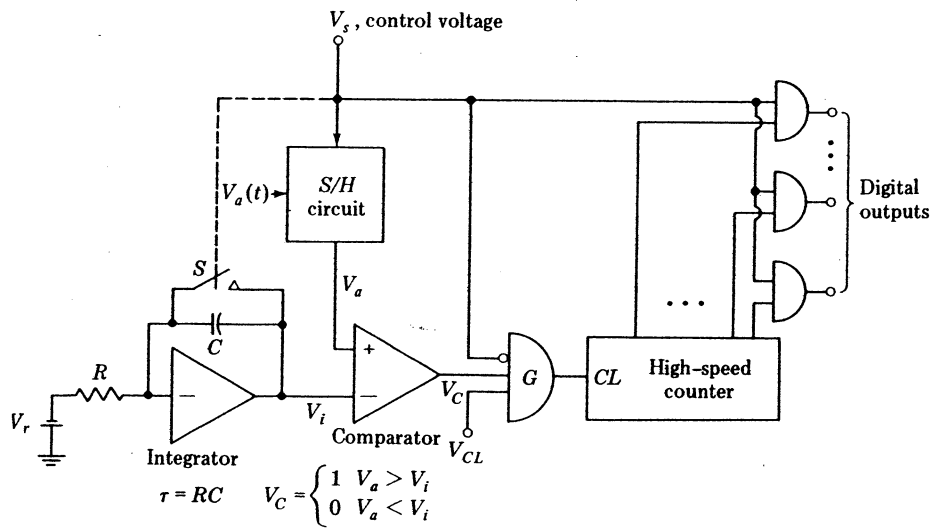 V_s, control voltage
S/H
circuit
V_a(t)
Digital
outputs
S
V_a
C
+
R
−
−
G
CL
High-speed
counter
V_r
V_i
V_C
Comparator
V_CL
Integrator
τ = RC
V_C = { 1 V_a > V_i
0 V_a < V_i